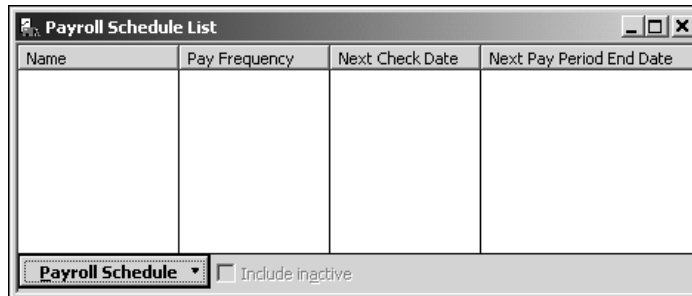 Payroll Schedule List
Name Pay Frequency Next Check Date Next Pay Period End Date
Payroll Schedule Include inactive